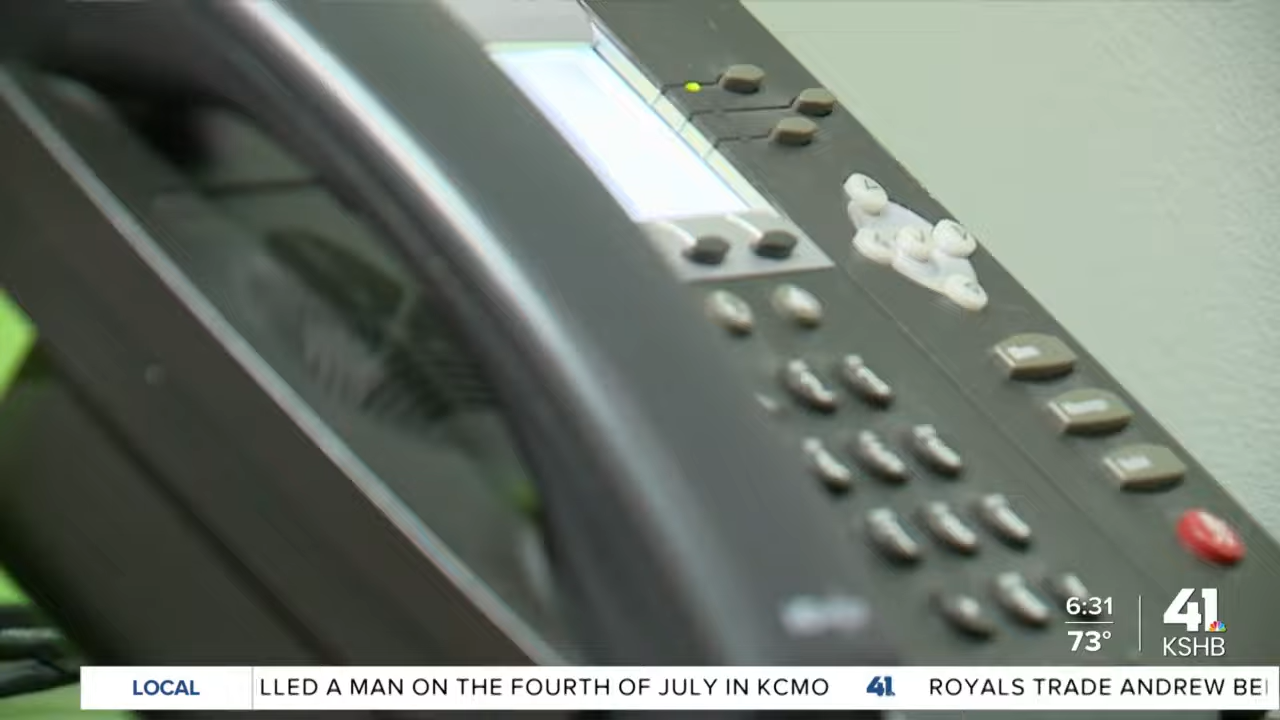 6:31
73°
41
KSHB
LOCAL
LLED A MAN ON THE FOURTH OF JULY IN KCMO 41 ROYALS TRADE ANDREW BE